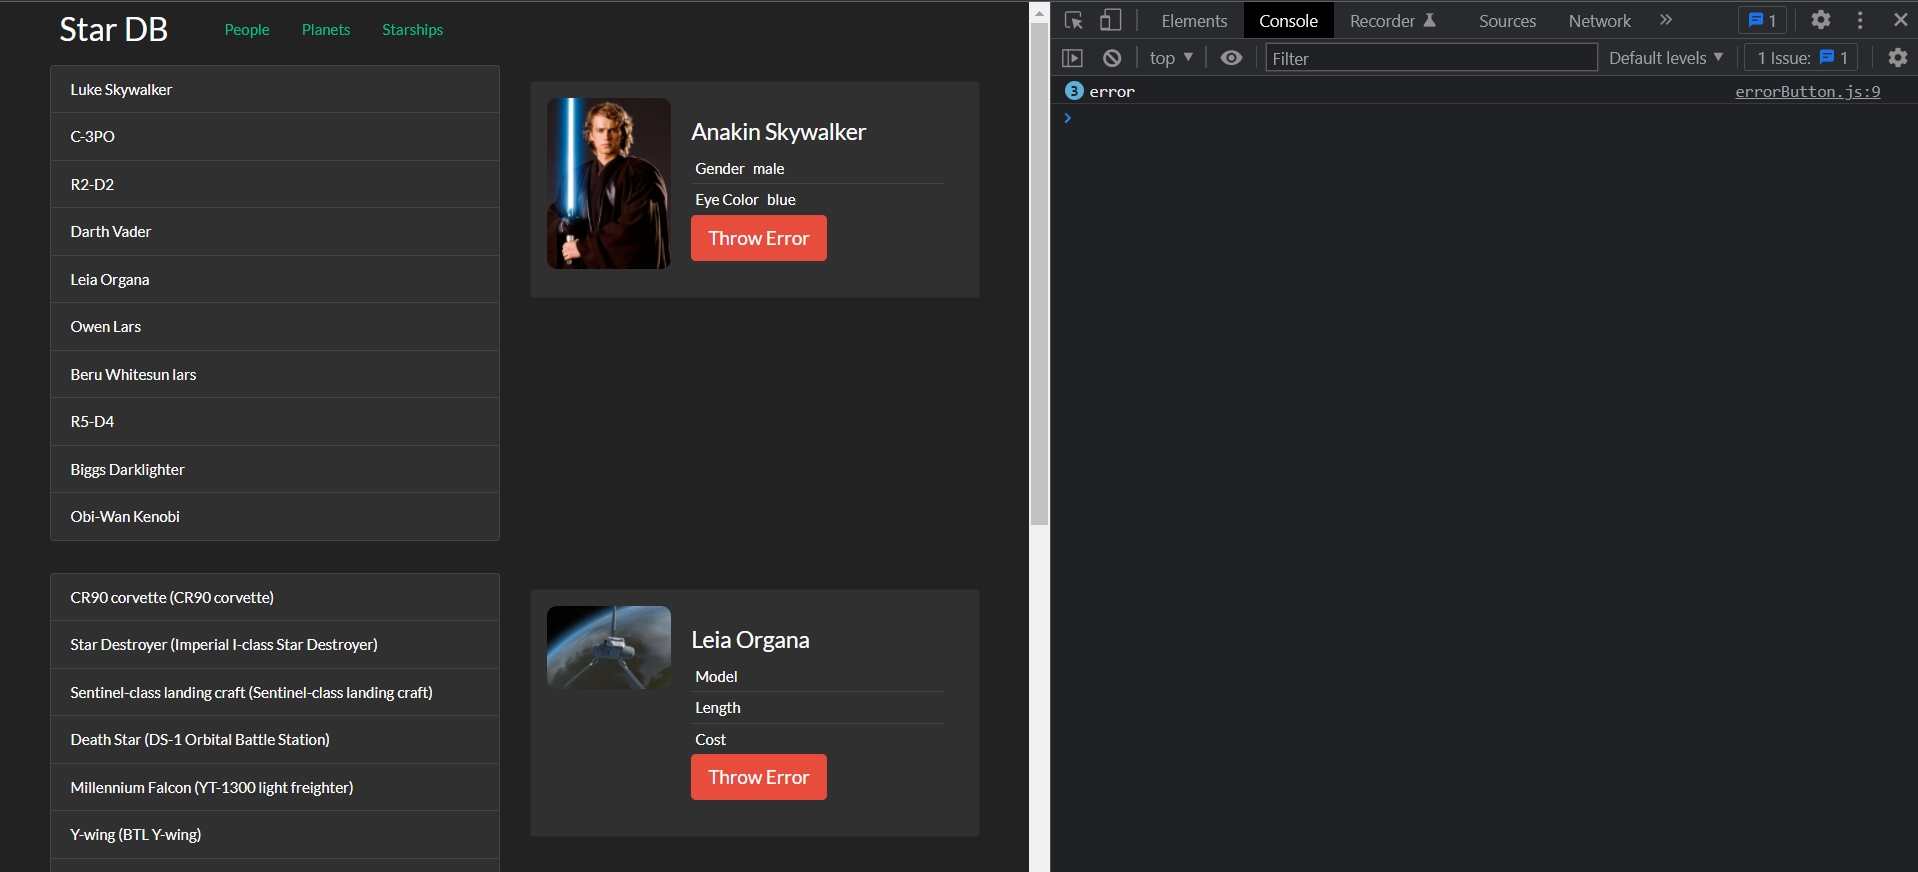 Star DB People Planets Starships
Luke Skywalker
C-3PO
R2-D2
Darth Vader
Leia Organa
Owen Lars
Beru Whitesun lars
R5-D4
Biggs Darklighter
Obi-Wan Kenobi
Anakin Skywalker
Gender male
Eye Color blue
Throw Error
CR90 corvette (CR90 corvette)
Star Destroyer (Imperial I-class Star Destroyer)
Sentinel-class landing craft (Sentinel-class landing craft)
Death Star (DS-1 Orbital Battle Station)
Millennium Falcon (YT-1300 light freighter)
Y-wing (BTL Y-wing)
Leia Organa
Model
Length
Cost
Throw Error
Elements Console Recorder Sources Network 1
top Filter Default levels 1 Issue: 1
3 error errorButton.js:9